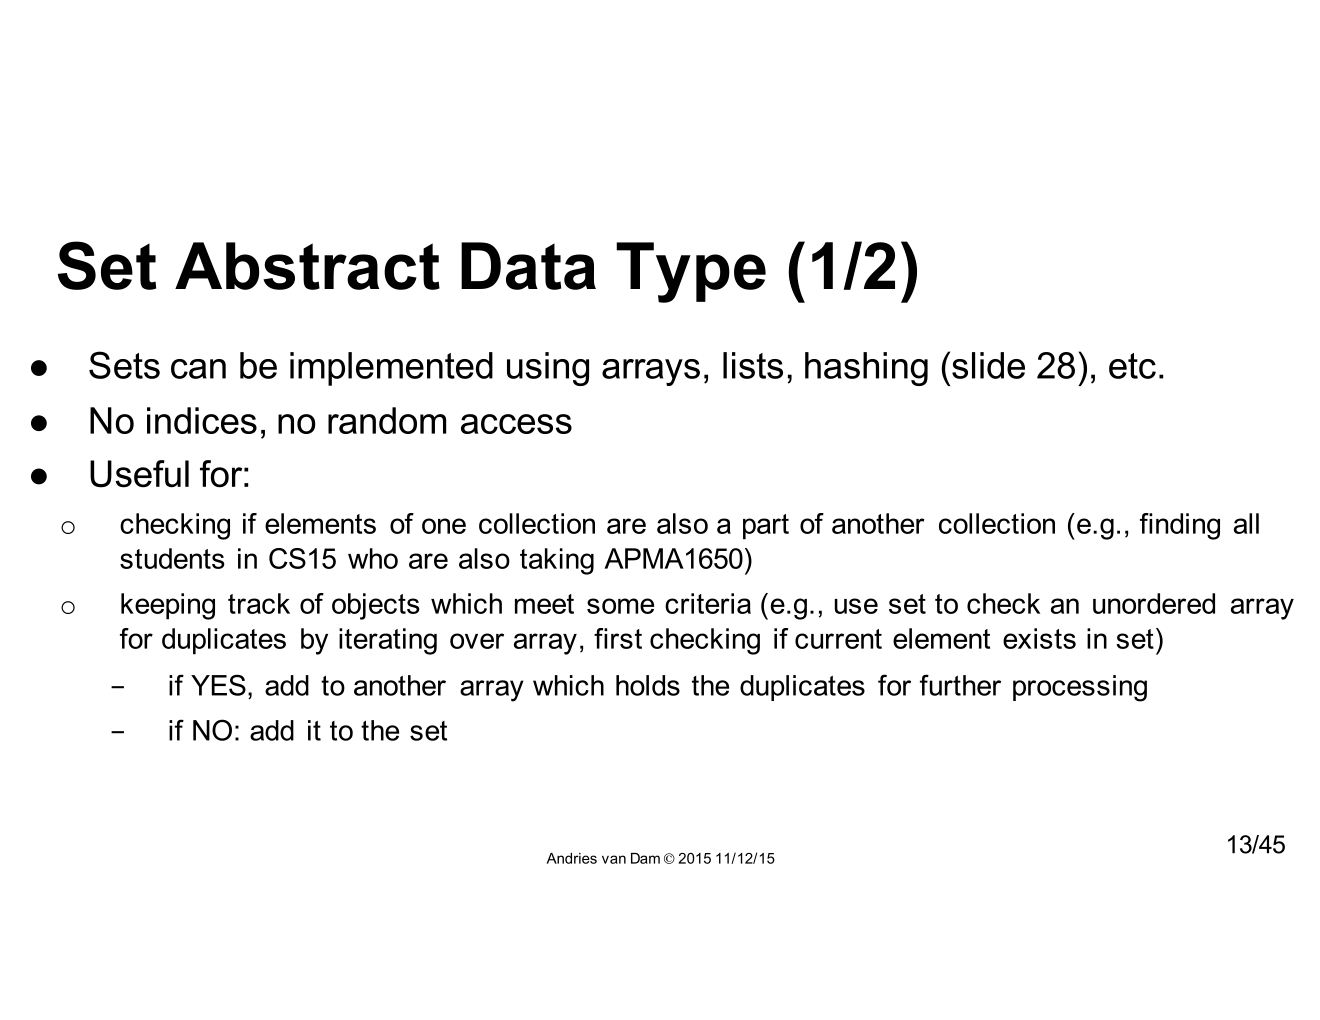 Set Abstract Data Type (1/2)
● Sets can be implemented using arrays, lists, hashing (slide 28), etc.
● No indices, no random access
● Useful for:
○ checking if elements of one collection are also a part of another collection (e.g., finding all
students in CS15 who are also taking APMA1650)
○ keeping track of objects which meet some criteria (e.g., use set to check an unordered array
for duplicates by iterating over array, first checking if current element exists in set)
– if YES, add to another array which holds the duplicates for further processing
– if NO: add it to the set
13/45
Andries van Dam © 2015 11/12/15